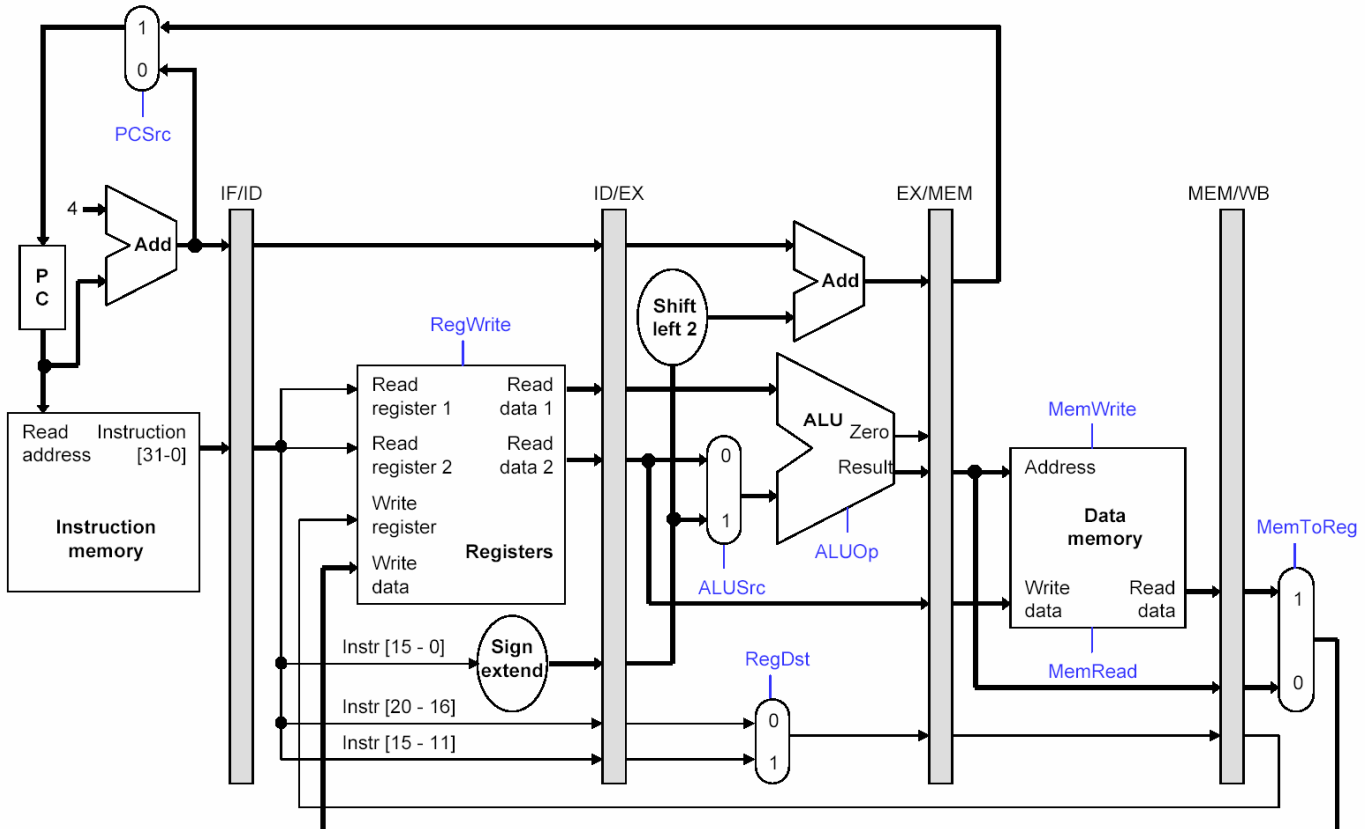 1
0
PCSrc
IF/ID
ID/EX
EX/MEM
MEM/WB
4
Add
P
C
Add
Shift
left 2
RegWrite
Read
register 1
Read
data 1
Read
register 2
Read
data 2
Write
register
Write
data
Registers
Read
address
Instruction
[31-0]
Instruction
memory
ALU
Zero
Result
ALUOp
0
1
ALUSrc
MemWrite
Address
Data
memory
Write
data
Read
data
MemRead
MemToReg
1
0
Instr [15 - 0]
Sign
extend
RegDst
Instr [20 - 16]
0
Instr [15 - 11]
1